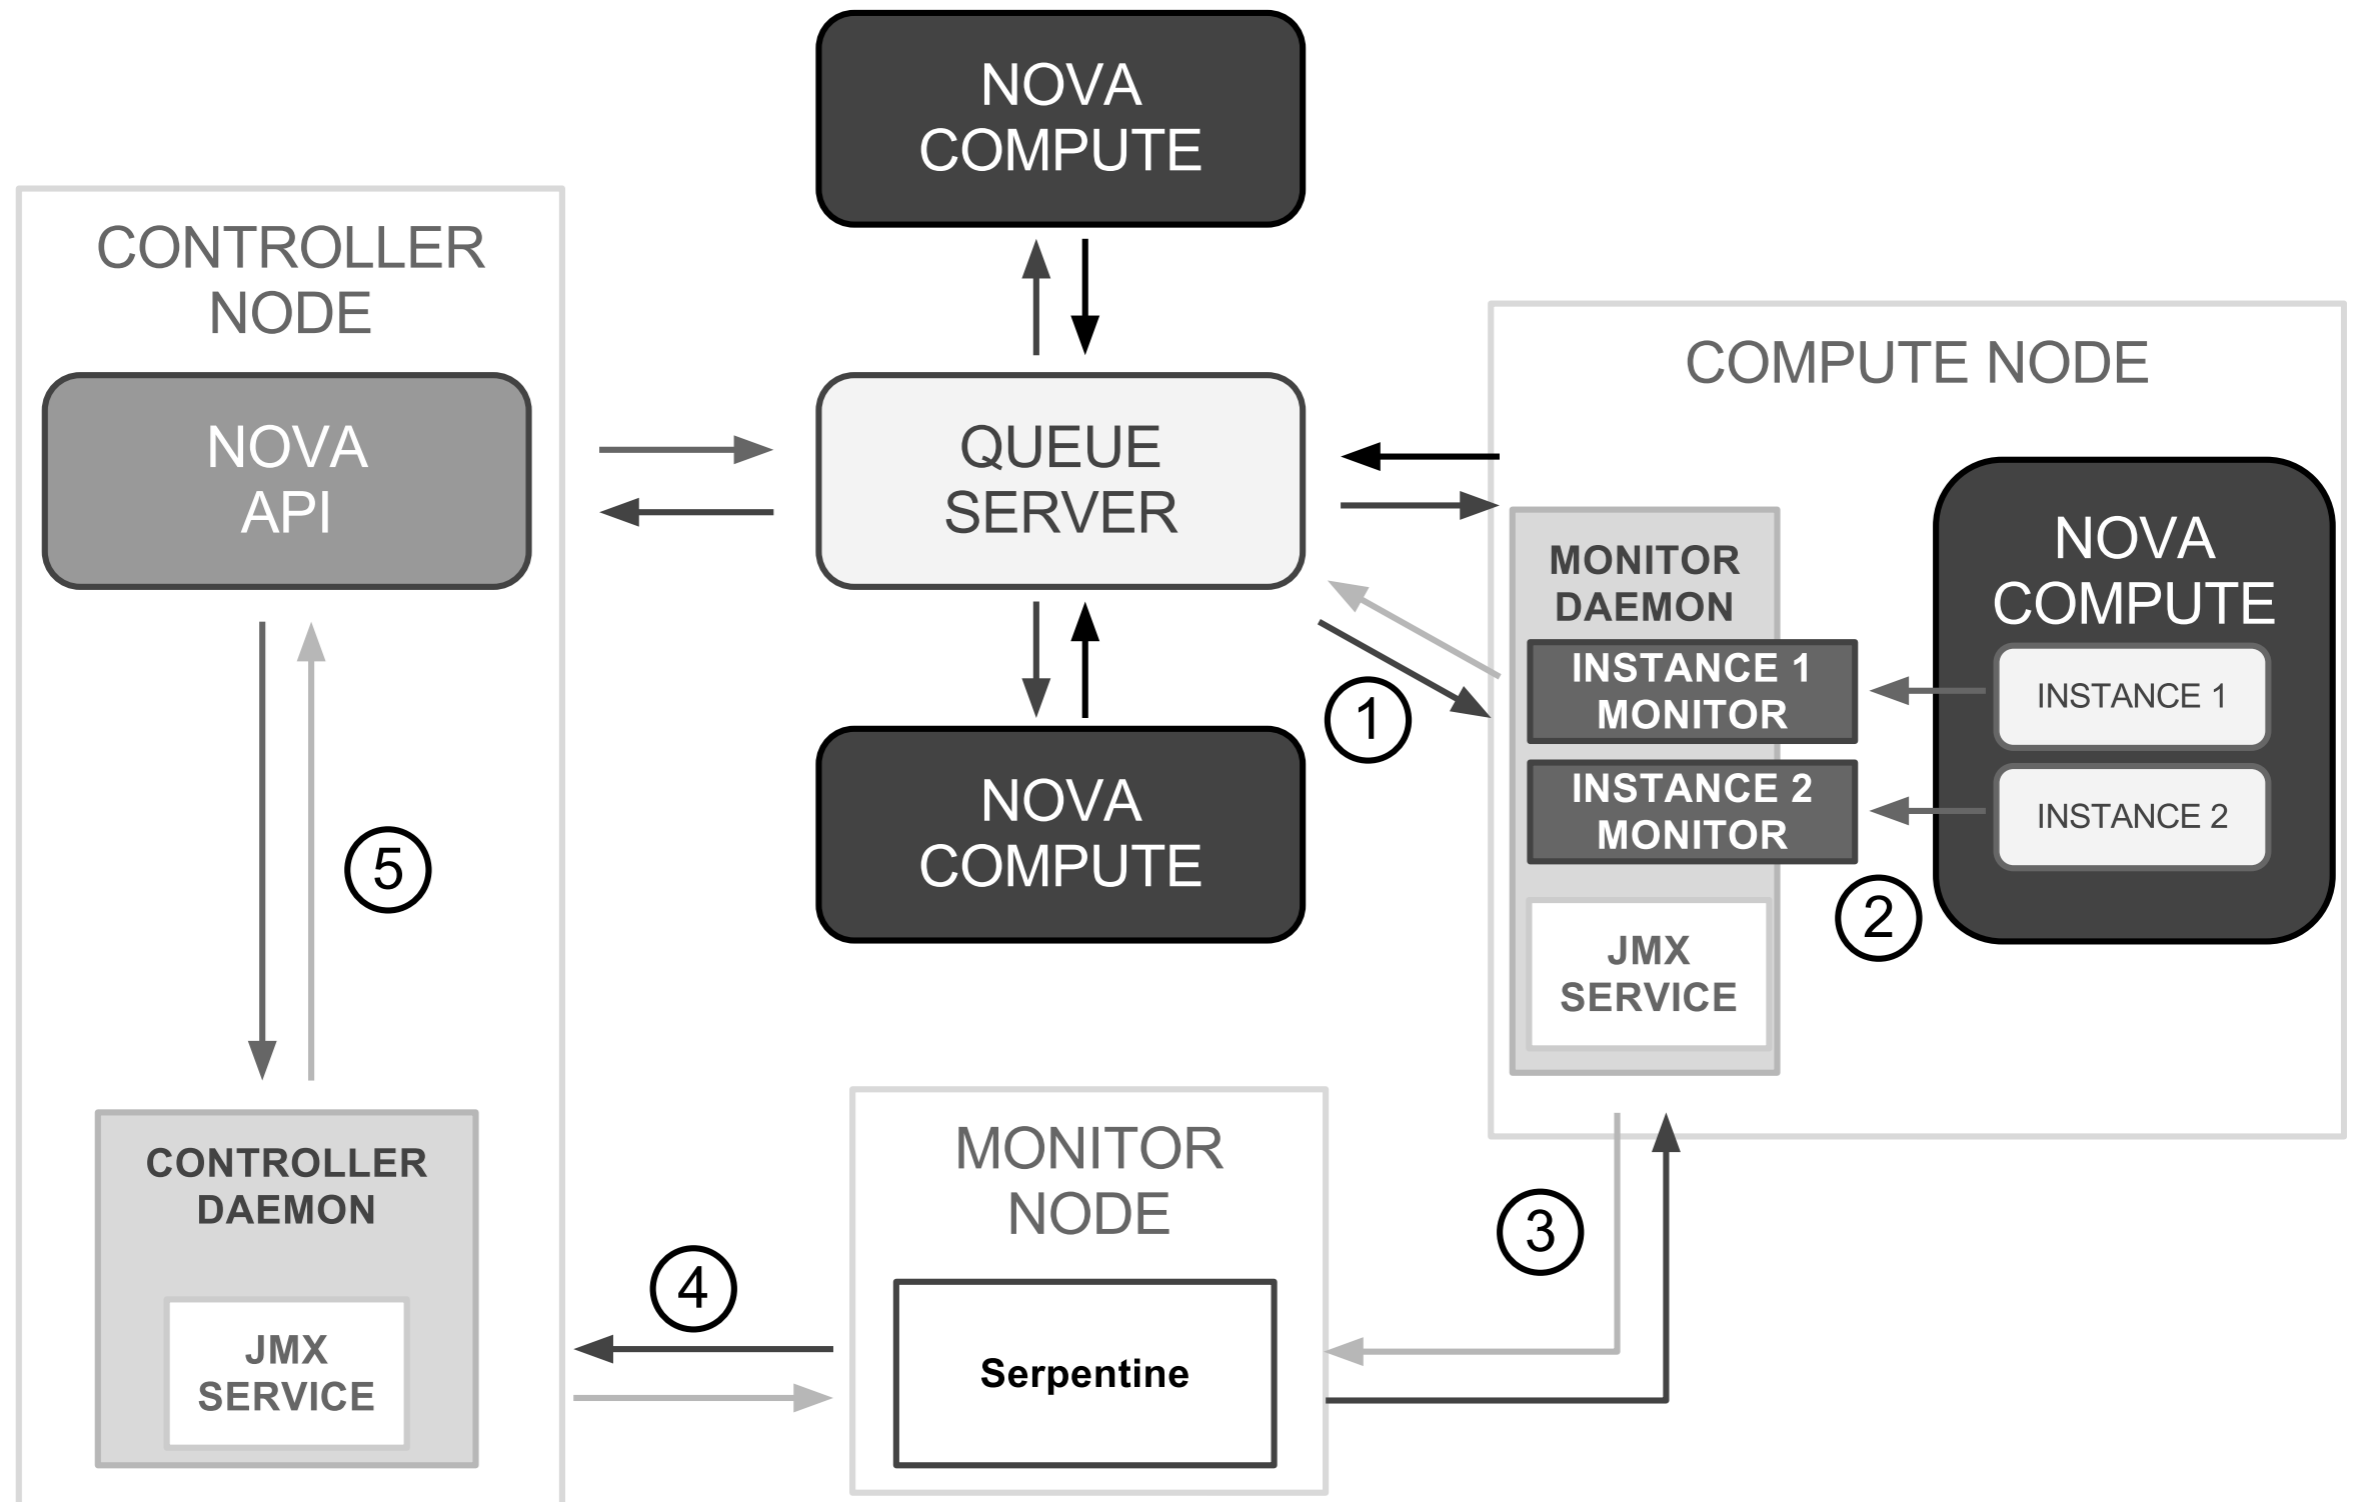 NOVA
COMPUTE
CONTROLLER
NODE
NOVA
API
QUEUE
SERVER
COMPUTE NODE
MONITOR
DAEMON
INSTANCE 1
MONITOR
INSTANCE 2
MONITOR
JMX
SERVICE
NOVA
COMPUTE
INSTANCE 1
INSTANCE 2
1
2
NOVA
COMPUTE
5
CONTROLLER
DAEMON
JMX
SERVICE
4
MONITOR
NODE
Serpentine
3